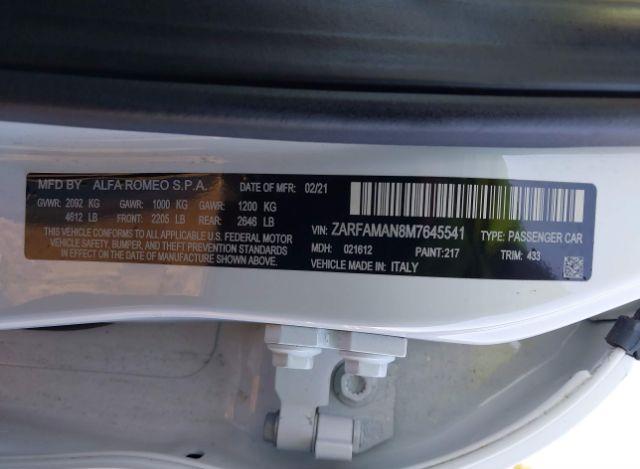 MFD BY ALFA ROMEO S.P.A. DATE OF MFR 02/21
GVWR: 2092 KG GAWR: 1000 KG GAWR: 1200 KG
4612 LB FRONT: 2205 LB REAR: 2646 LB
THIS VEHICLE CONFORMS TO ALL APPLICABLE U.S. FEDERAL MOTOR
VEHICLE SAFETY, BUMPER, AND THEFT PREVENTION STANDARDS
IN EFFECT ON THE DATE OF MANUFACTURE SHOWN ABOVE.
VIN: ZARFAMAN8M7645541 TYPE: PASSENGER CAR
MDH: 021612 PAINT:217 TRIM: 433
VEHICLE MADE IN: ITALY